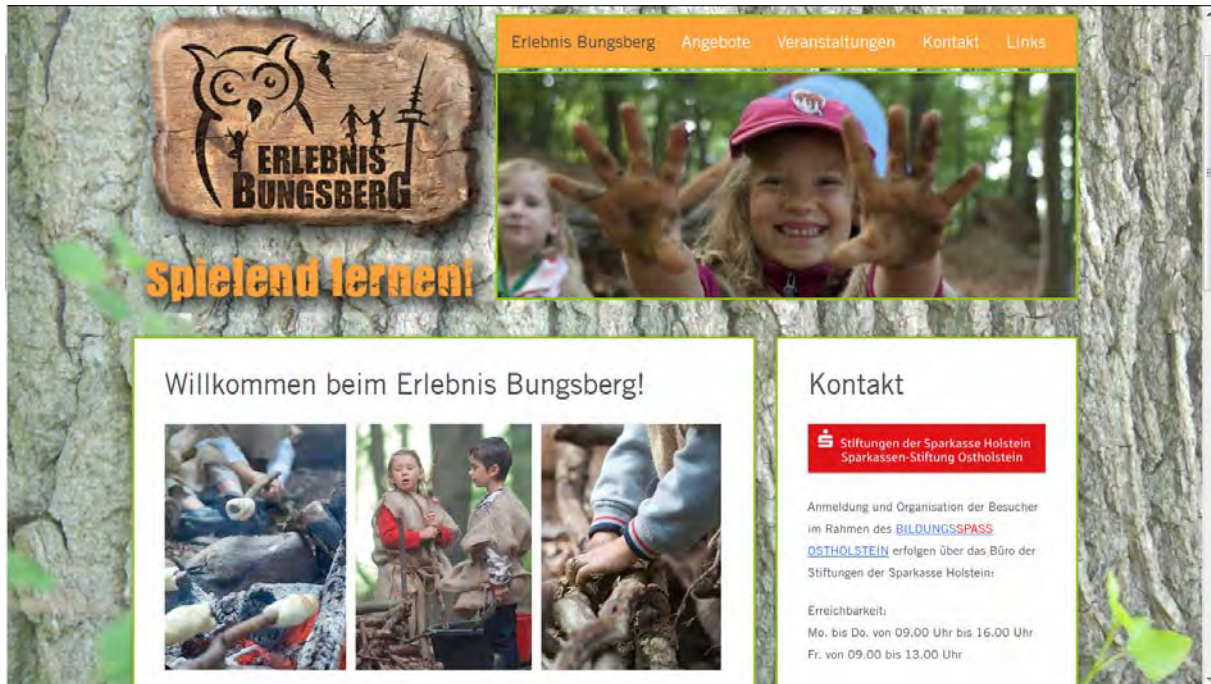 Erlebnis Bungsberg Angebote Veranstaltungen Kontakt Links
ERLEBNIS
BUNGSBERG
Spielend lernen!
Willkommen beim Erlebnis Bungsberg!
Kontakt
Stiftungen der Sparkasse Holstein
Sparkassen-Stiftung Ostholstein
Anmeldung und Organisation der Besucher
im Rahmen des BILDUNGSSPASS
OSTHOLSTEIN erfolgen über das Büro der
Stiftungen der Sparkasse Holstein:
Erreichbarkeit:
Mo. bis Do. von 09.00 Uhr bis 16.00 Uhr
Fr. von 09.00 bis 13.00 Uhr